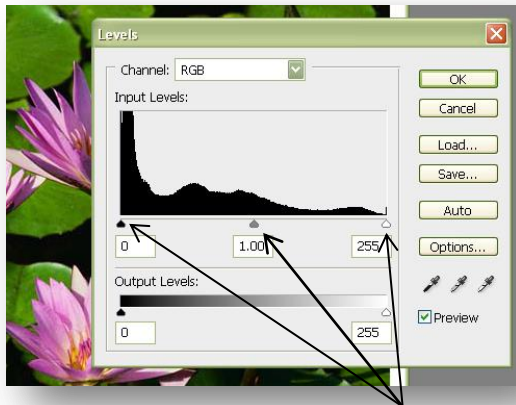 Levels
Channel: RGB
Input Levels:
0 1.00 255
Output Levels:
0 255
OK
Cancel
Load...
Save...
Auto
Options...
Preview